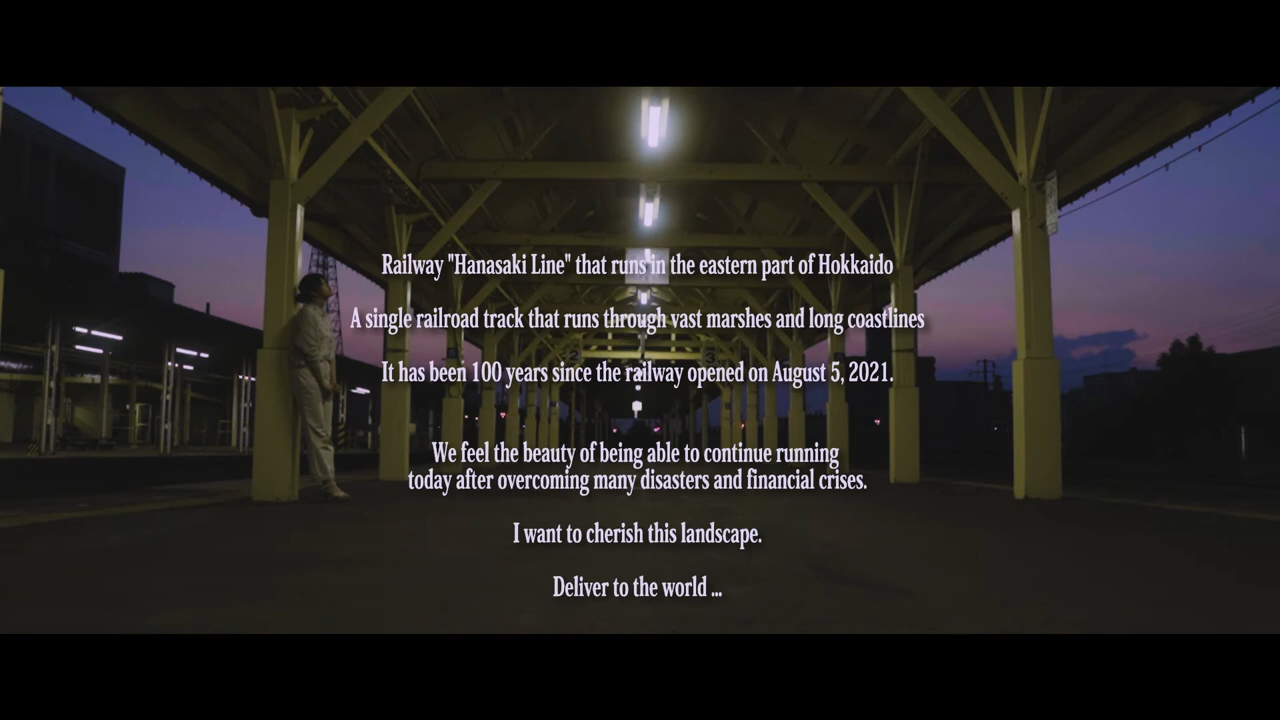 Railway "Hanasaki Line" that runs in the eastern part of Hokkaido
A single railroad track that runs through vast marshes and long coastlines
It has been 100 years since the railway opened on August 5, 2021.
We feel the beauty of being able to continue running
today after overcoming many disasters and financial crises.
I want to cherish this landscape.
Deliver to the world ...
2
3